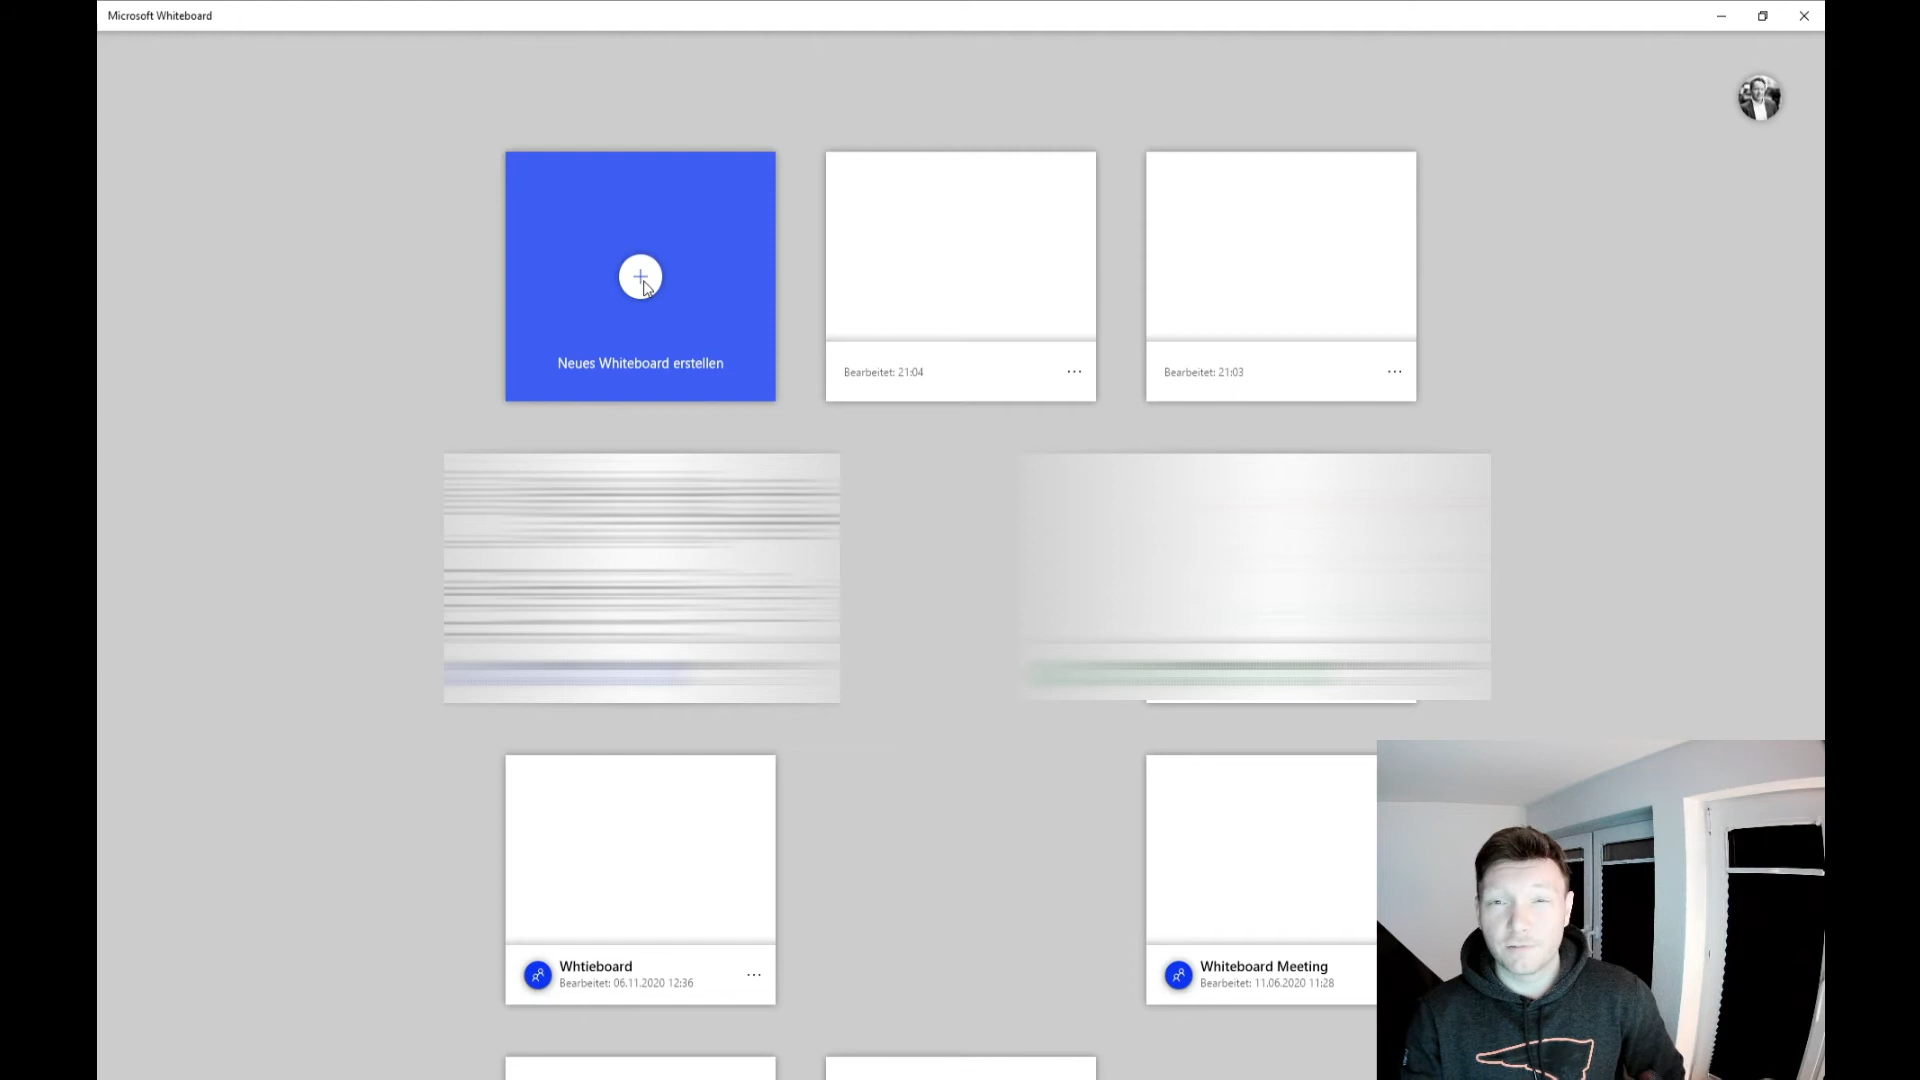 Microsoft Whiteboard
Neues Whiteboard erstellen
Bearbeitet: 21:04
Bearbeitet: 21:03
Whtieboard
Bearbeitet: 06.11.2020 12:36
Whiteboard Meeting
Bearbeitet: 11.06.2020 11:28